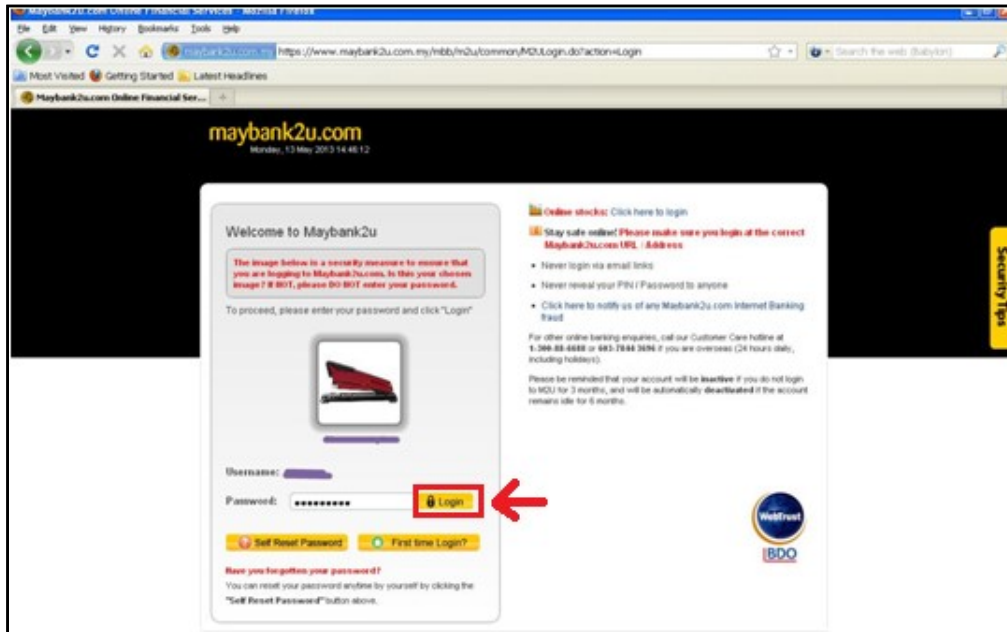 Maybank2u.com Online Financial Services - Mozilla Firefox
File Edit View History Bookmarks Tools Help
maybank2u.com.my https://www.maybank2u.com.my/mbb/m2u/common/M2ULogin.do?action=Login
Search the web (Babylon)
Most Visited Getting Started Latest Headlines
Maybank2u.com Online Financial Ser...
maybank2u.com
Monday, 13 May 2013 14:46:12
Welcome to Maybank2u
The image below is a security measure to ensure that
you are logging to Maybank2u.com. Is this your chosen
image? If NOT, please DO NOT enter your password.
To proceed, please enter your password and click "Login"
Username:
Password:
Login
Self Reset Password
First time Login?
Have you forgotten your password?
You can reset your password anytime by yourself by clicking the
"Self Reset Password" button above.
Online stocks: Click here to login
Stay safe online! Please make sure you login at the correct
Maybank2u.com URL / Address
• Never login via email links
• Never reveal your PIN / Password to anyone
• Click here to notify us of any Maybank2u.com Internet Banking
fraud
For other online banking enquiries, call our Customer Care hotline at
1-300-88-6688 or 603-7844 3696 if you are overseas (24 hours daily,
including holidays).
Please be reminded that your account will be inactive if you do not login
to M2U for 3 months, and will be automatically deactivated if the account
remains idle for 6 months.
WebTrust
BDO
Security Tips